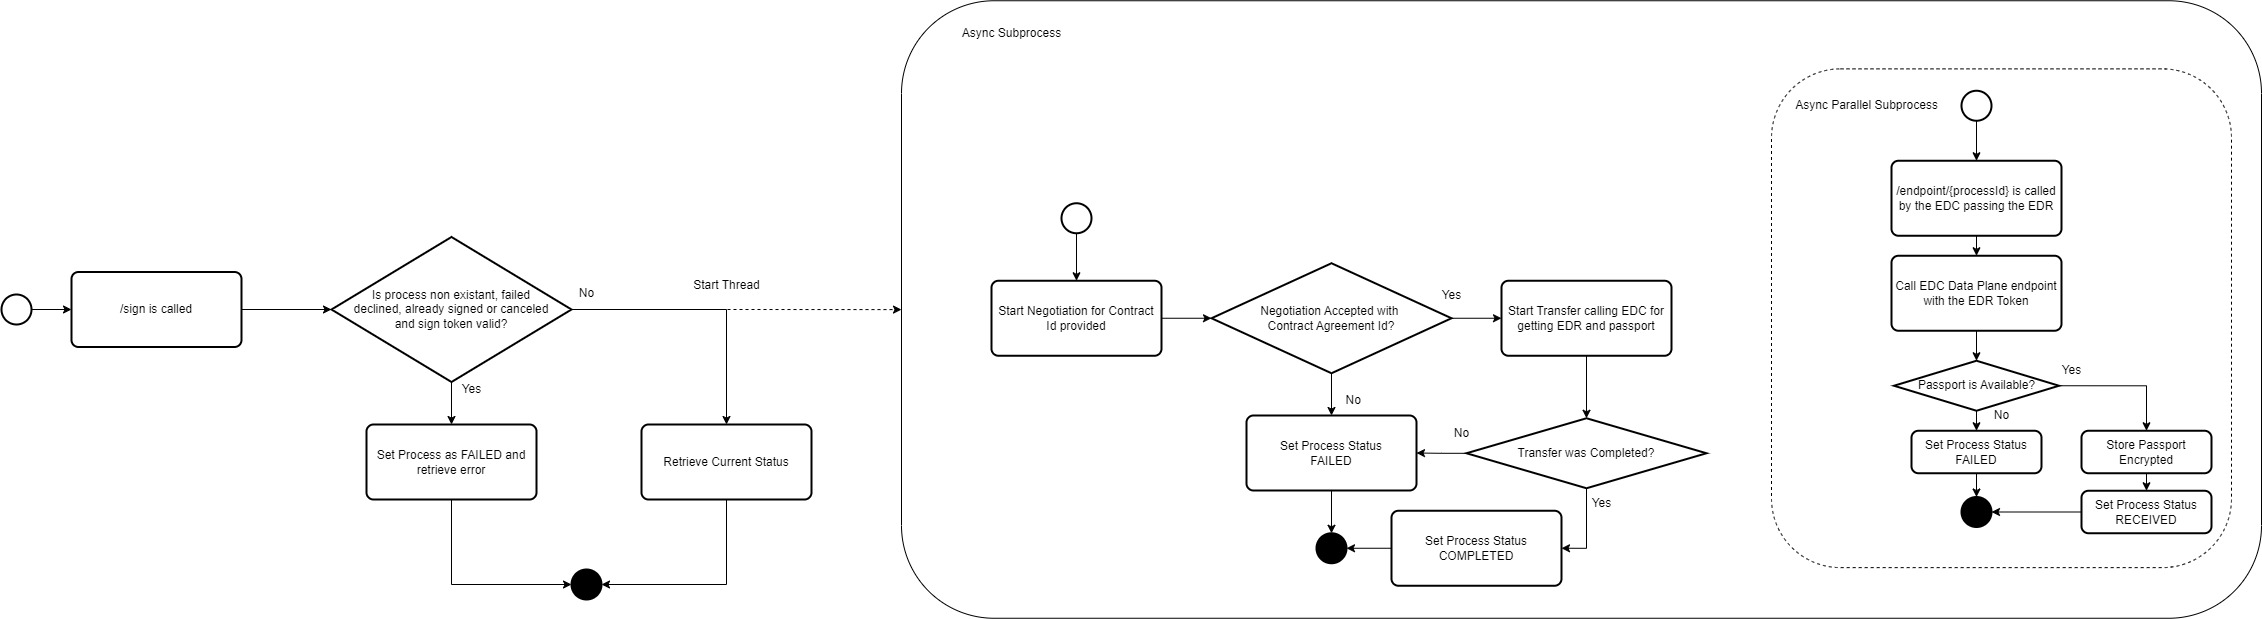 /sign is called
Is process non existant, failed
declined, already signed or canceled
and sign token valid?
No
Yes
Start Thread
Set Process as FAILED and
retrieve error
Retrieve Current Status
Async Subprocess
Start Negotiation for Contract
Id provided
Negotiation Accepted with
Contract Agreement Id?
Yes
No
Start Transfer calling EDC for
getting EDR and passport
Transfer was Completed?
No
Yes
Set Process Status
FAILED
Set Process Status
COMPLETED
Async Parallel Subprocess
/endpoint/{processId} is called
by the EDC passing the EDR
Call EDC Data Plane endpoint
with the EDR Token
Passport is Available?
Yes
No
Set Process Status
FAILED
Store Passport
Encrypted
Set Process Status
RECEIVED